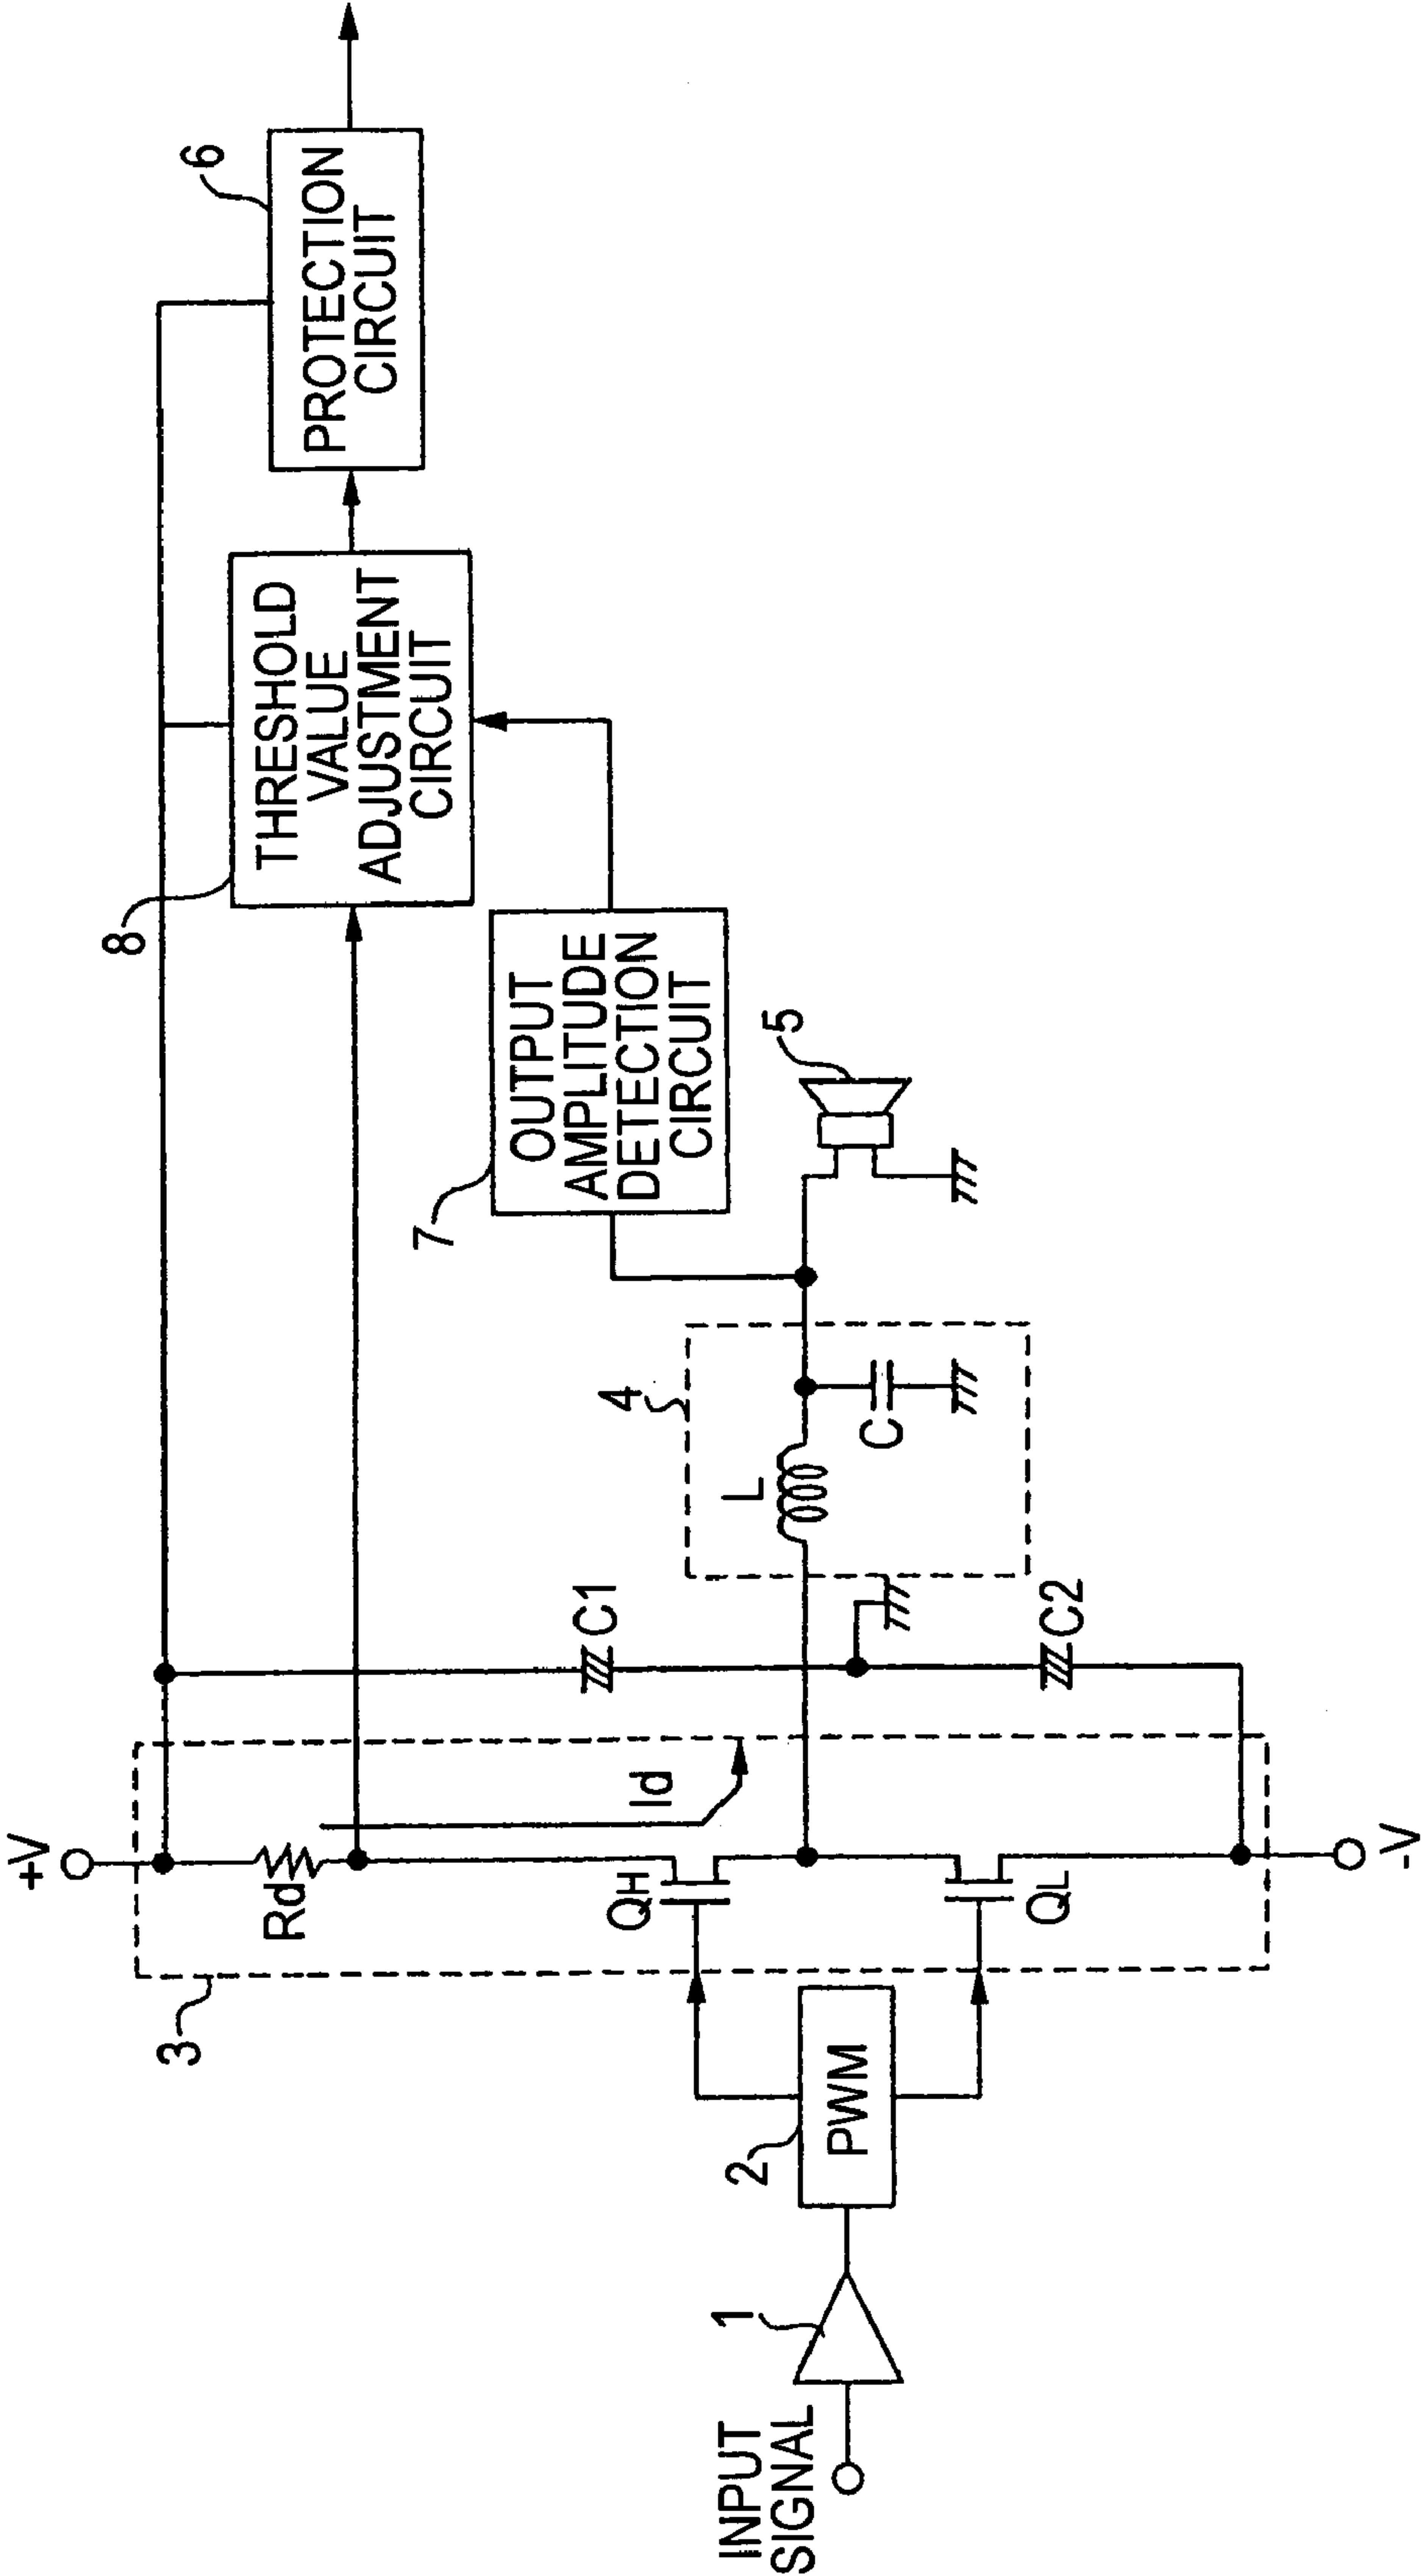 +V
Rd
3
Id
QH
QL
-V
INPUT
SIGNAL
1
2
PWM
C1
C2
4
L
C
5
7
OUTPUT
AMPLITUDE
DETECTION
CIRCUIT
8
THRESHOLD
VALUE
ADJUSTMENT
CIRCUIT
6
PROTECTION
CIRCUIT